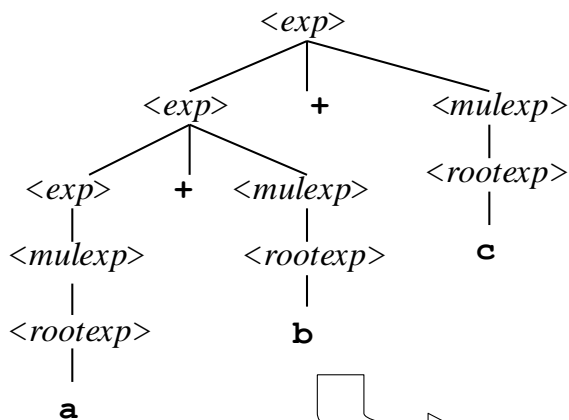 <exp>
<exp> + <mulexp>
<exp> + <mulexp> <rootexp>
<mulexp> <rootexp> c
<rootexp> b
a